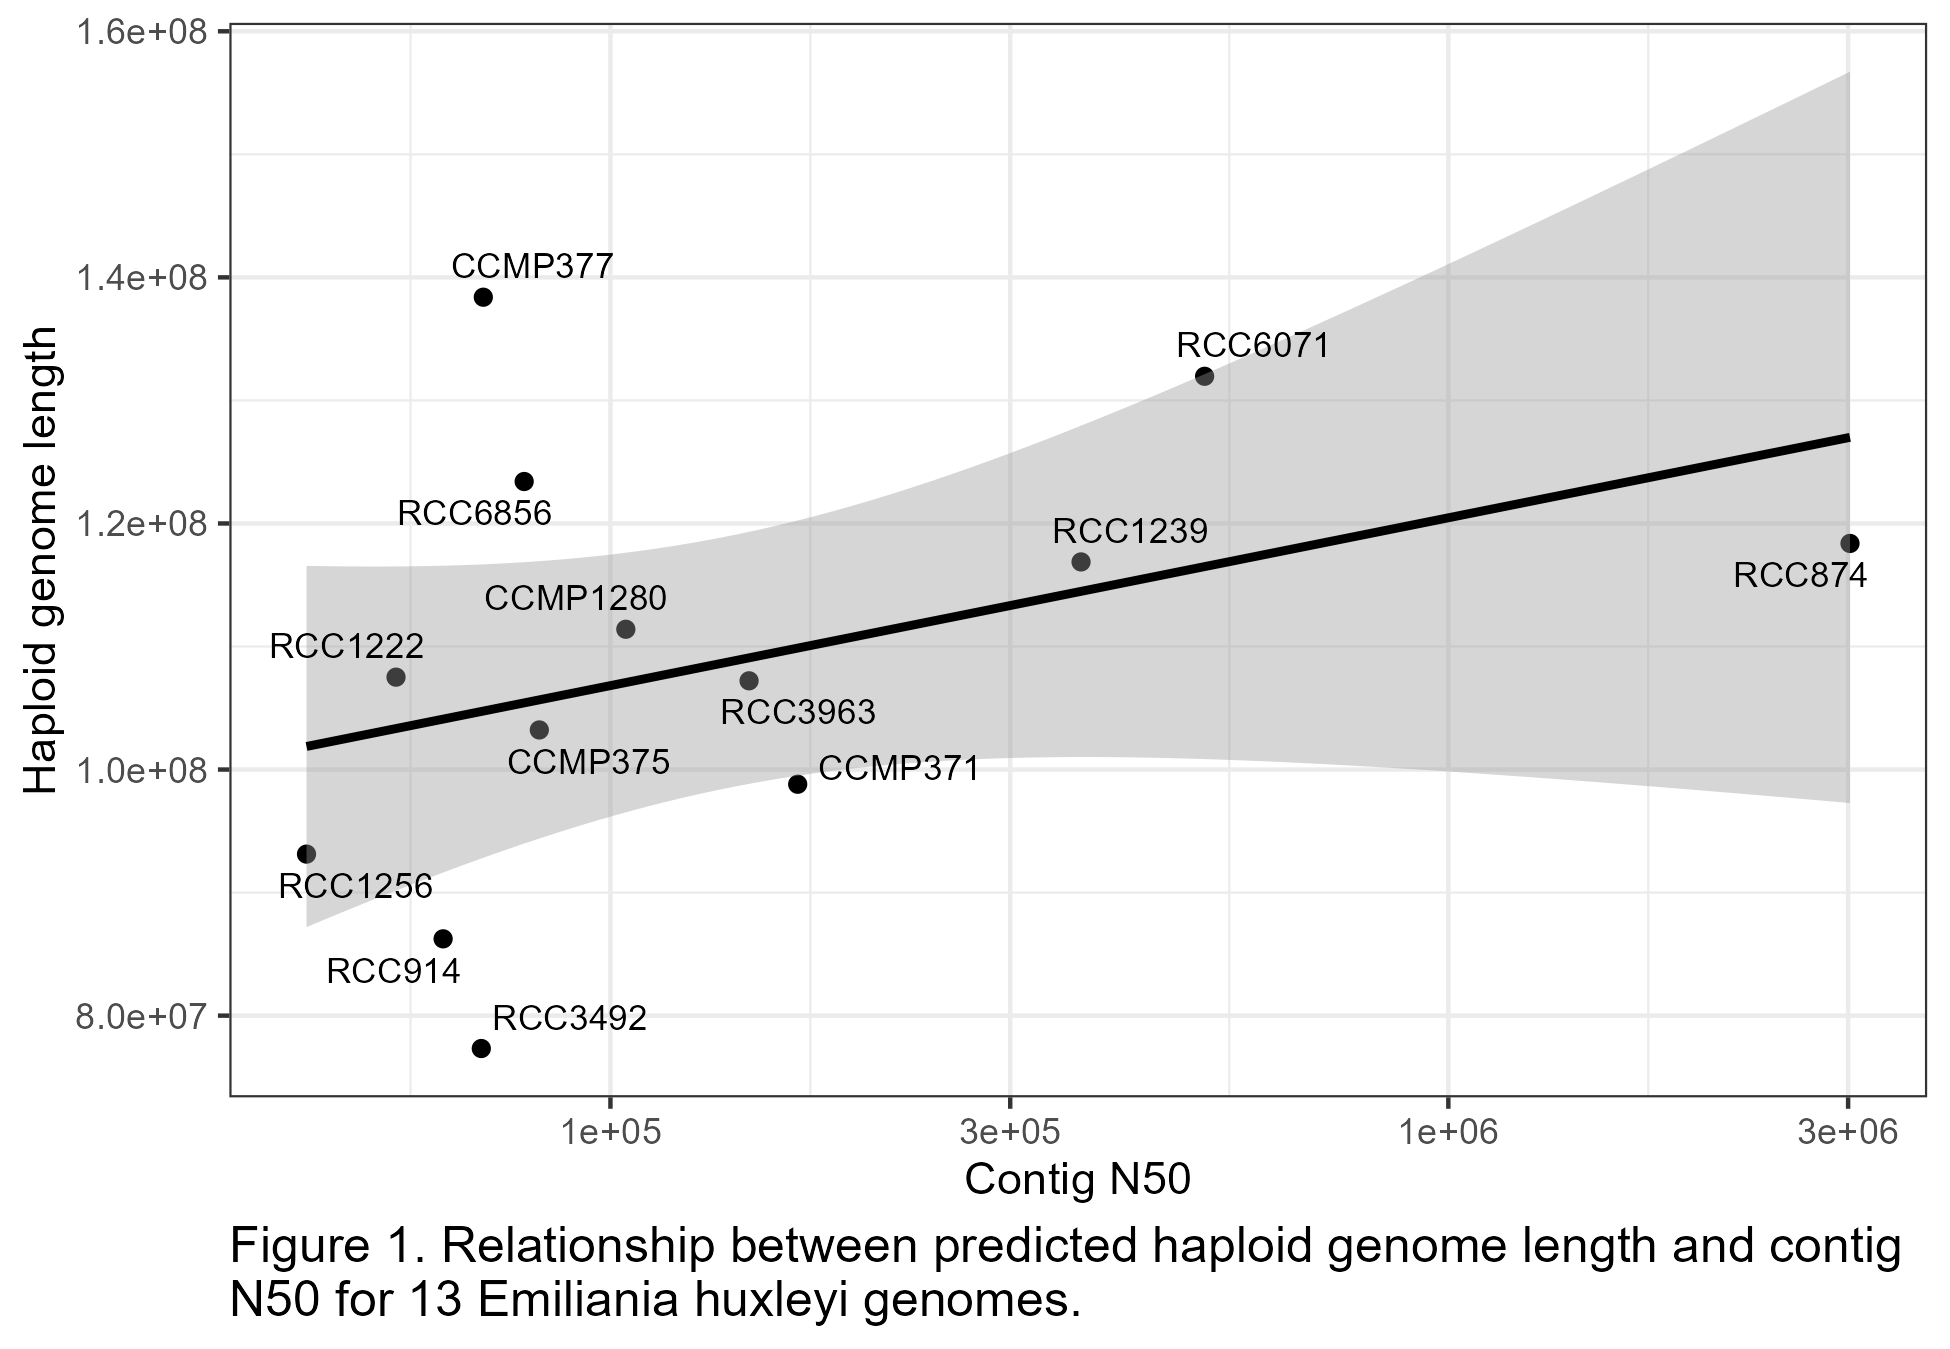 1.6e+08
CCMP377
1.4e+08
RCC6071
RCC6856
1.2e+08
RCC1239
RCC874
CCMP1280
RCC1222
RCC3963
CCMP375
CCMP371
1.0e+08
RCC1256
RCC914
RCC3492
8.0e+07
Haploid genome length
1e+05 3e+05 1e+06 3e+06
Contig N50
Figure 1. Relationship between predicted haploid genome length and contig
N50 for 13 Emiliania huxleyi genomes.